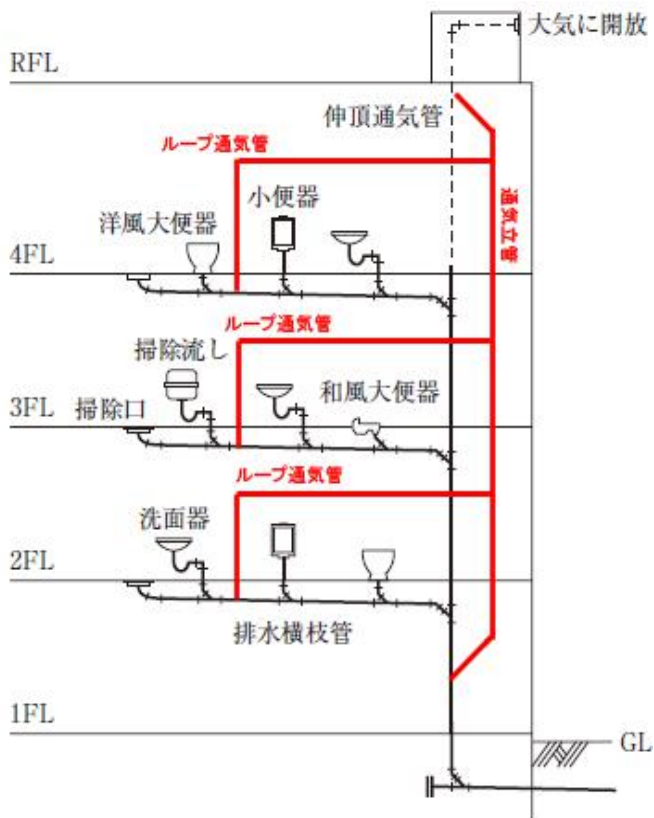 大気に開放
RFL
伸頂通気管
ループ通気管
通気立管
小便器
洋風大便器
4FL
ループ通気管
掃除流し
和風大便器
3FL
掃除口
ループ通気管
洗面器
2FL
排水横枝管
1FL
GL